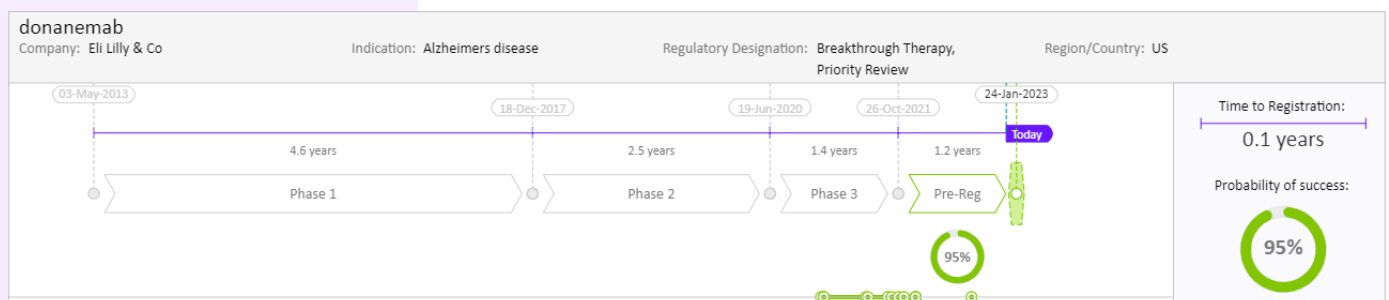 donanemab
Company: Eli Lilly & Co Indication: Alzheimers disease Regulatory Designation: Breakthrough Therapy, Region/Country: US
Priority Review
03-May-2013 18-Dec-2017 19-Jun-2020 26-Oct-2021 24-Jan-2023
Time to Registration:
Today
0.1 years
4.6 years 2.5 years 1.4 years 1.2 years
Phase 1 Phase 2 Phase 3 Pre-Reg
Probability of success:
95% 95%